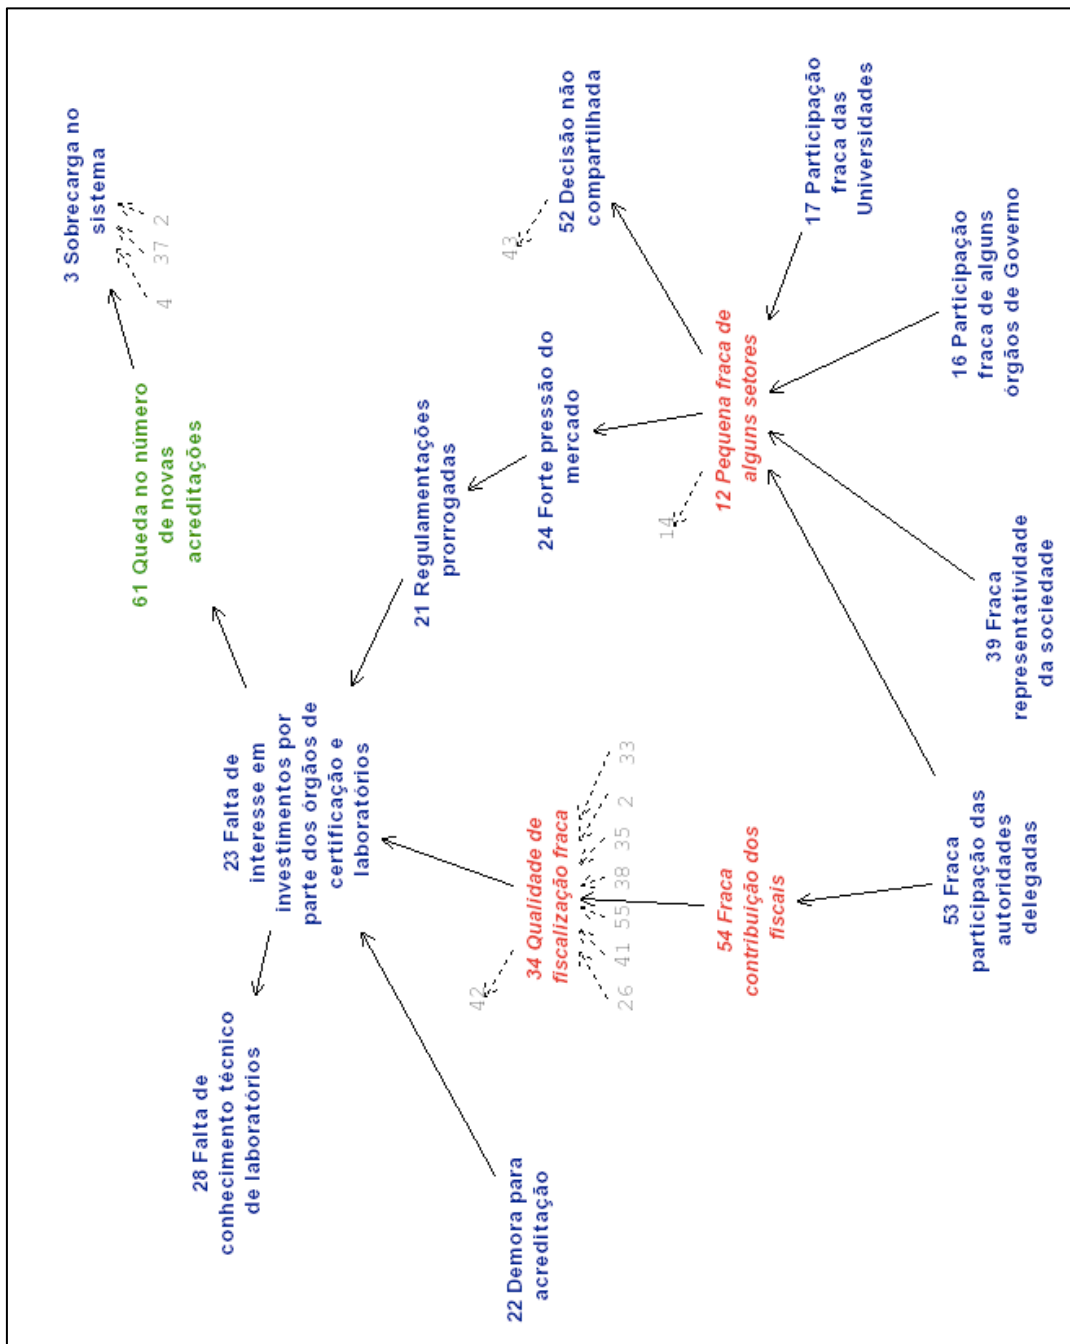 3 Sobrecarga no
sistema
4 37 2
61 Queda no número
de novas
acreditações
28 Falta de
conhecimento técnico
de laboratórios
23 Falta de
interesse em
investimentos por
parte dos órgãos de
certificação e
laboratórios
21 Regulamentações
prorrogadas
42
43
22 Demora para
acreditação
34 Qualidade de
fiscalização fraca
24 Forte pressão do
mercado
52 Decisão não
compartilhada
26 41 55 38 35 2 33
14
54 Fraca
contribuição dos
fiscais
12 Pequena fraca de
alguns setores
17 Participação
fraca das
Universidades
53 Fraca
participação das
autoridades
delegadas
39 Fraca
representatividade
da sociedade
16 Participação
fraca de alguns
órgãos de Governo